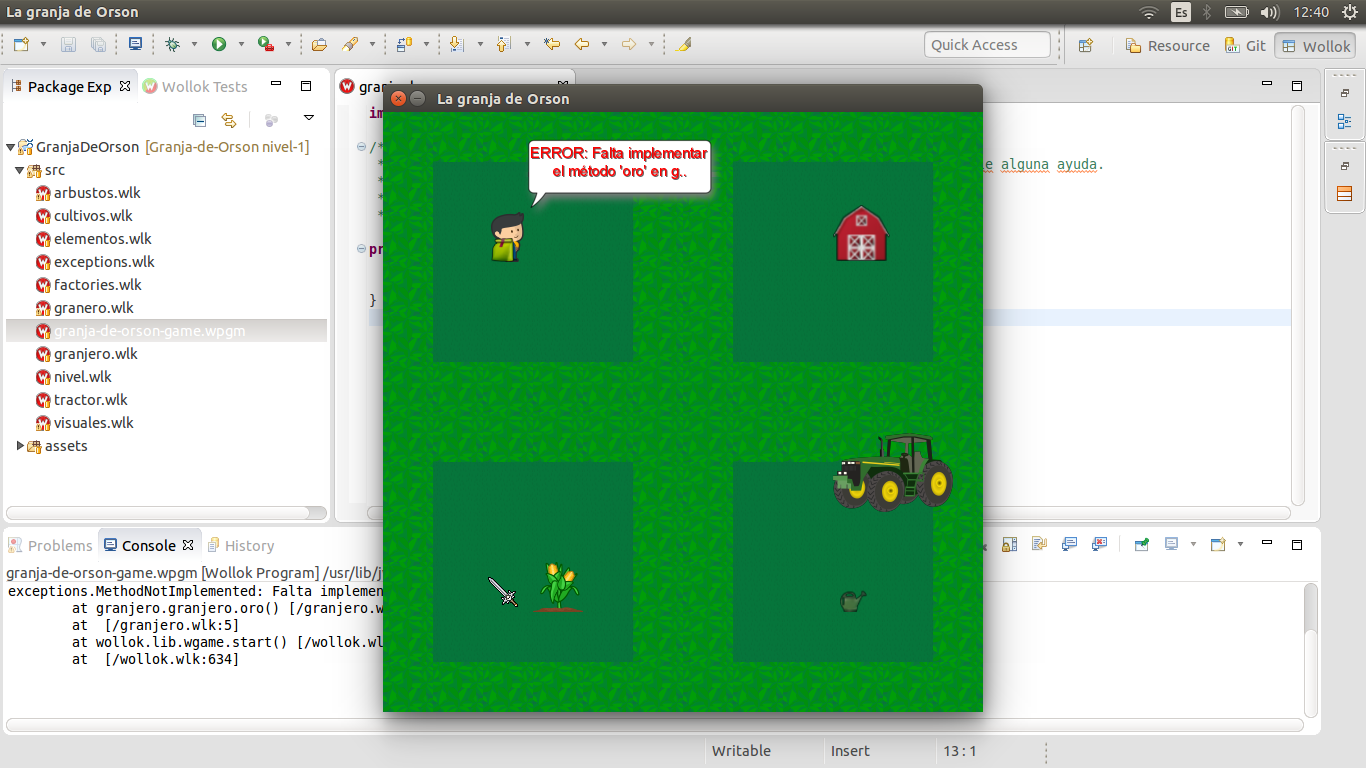 La granja de Orson
Es
12:40
Quick Access
Resource
Git
Wollok
Package Exp
Wollok Tests
GranjaDeOrson [Granja-de-Orson nivel-1]
src
arbustos.wlk
cultivos.wlk
elementos.wlk
exceptions.wlk
factories.wlk
granero.wlk
granja-de-orson-game.wpgm
granjero.wlk
nivel.wlk
tractor.wlk
visuales.wlk
assets
/*
*
*
*
*
alguna ayuda.
}
La granja de Orson
ERROR: Falta implementar
el método 'oro' en g..
Problems
Console
History
granja-de-orson-game.wpgm [Wollok Program] /usr/lib/j
exceptions.MethodNotImplemented: Falta implemen
at granjero.granjero.oro() [/granjero.w
at [/granjero.wlk:5]
at wollok.lib.wgame.start() [/wollok.wl
at [/wollok.wlk:634]
Writable
Insert
13 : 1